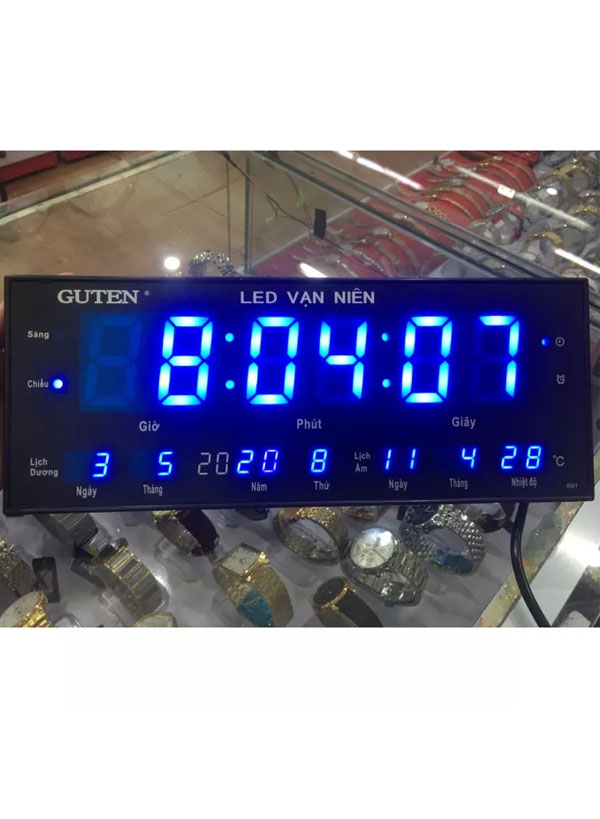 GUTEN ® LED VẠN NIÊN
Sáng
8:04:07
Chiều
Giờ Phút Giây
Lịch Dương 3 5 2020 8 Lịch Âm 11 4 28 °C
Ngày Tháng Năm Thứ Ngày Tháng Nhiệt độ